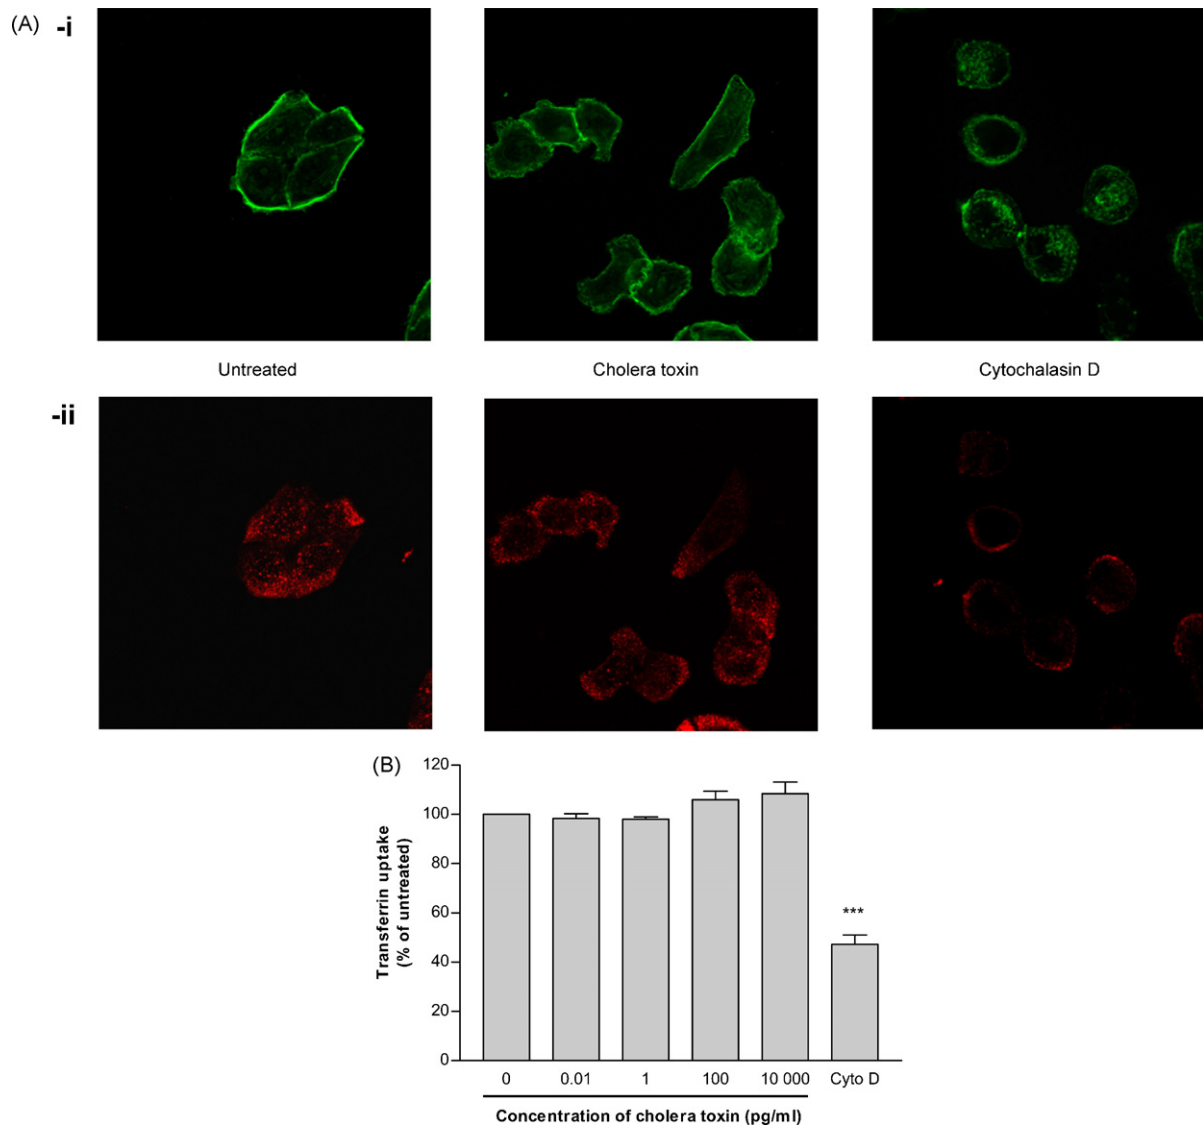 (A) -i
Untreated
Cholera toxin
Cytochalasin D
-ii
(B)
120
100
80
60
40
20
0
Transferrin uptake
(% of untreated)
***
0
0.01
1
100
10 000
Cyto D
Concentration of cholera toxin (pg/ml)